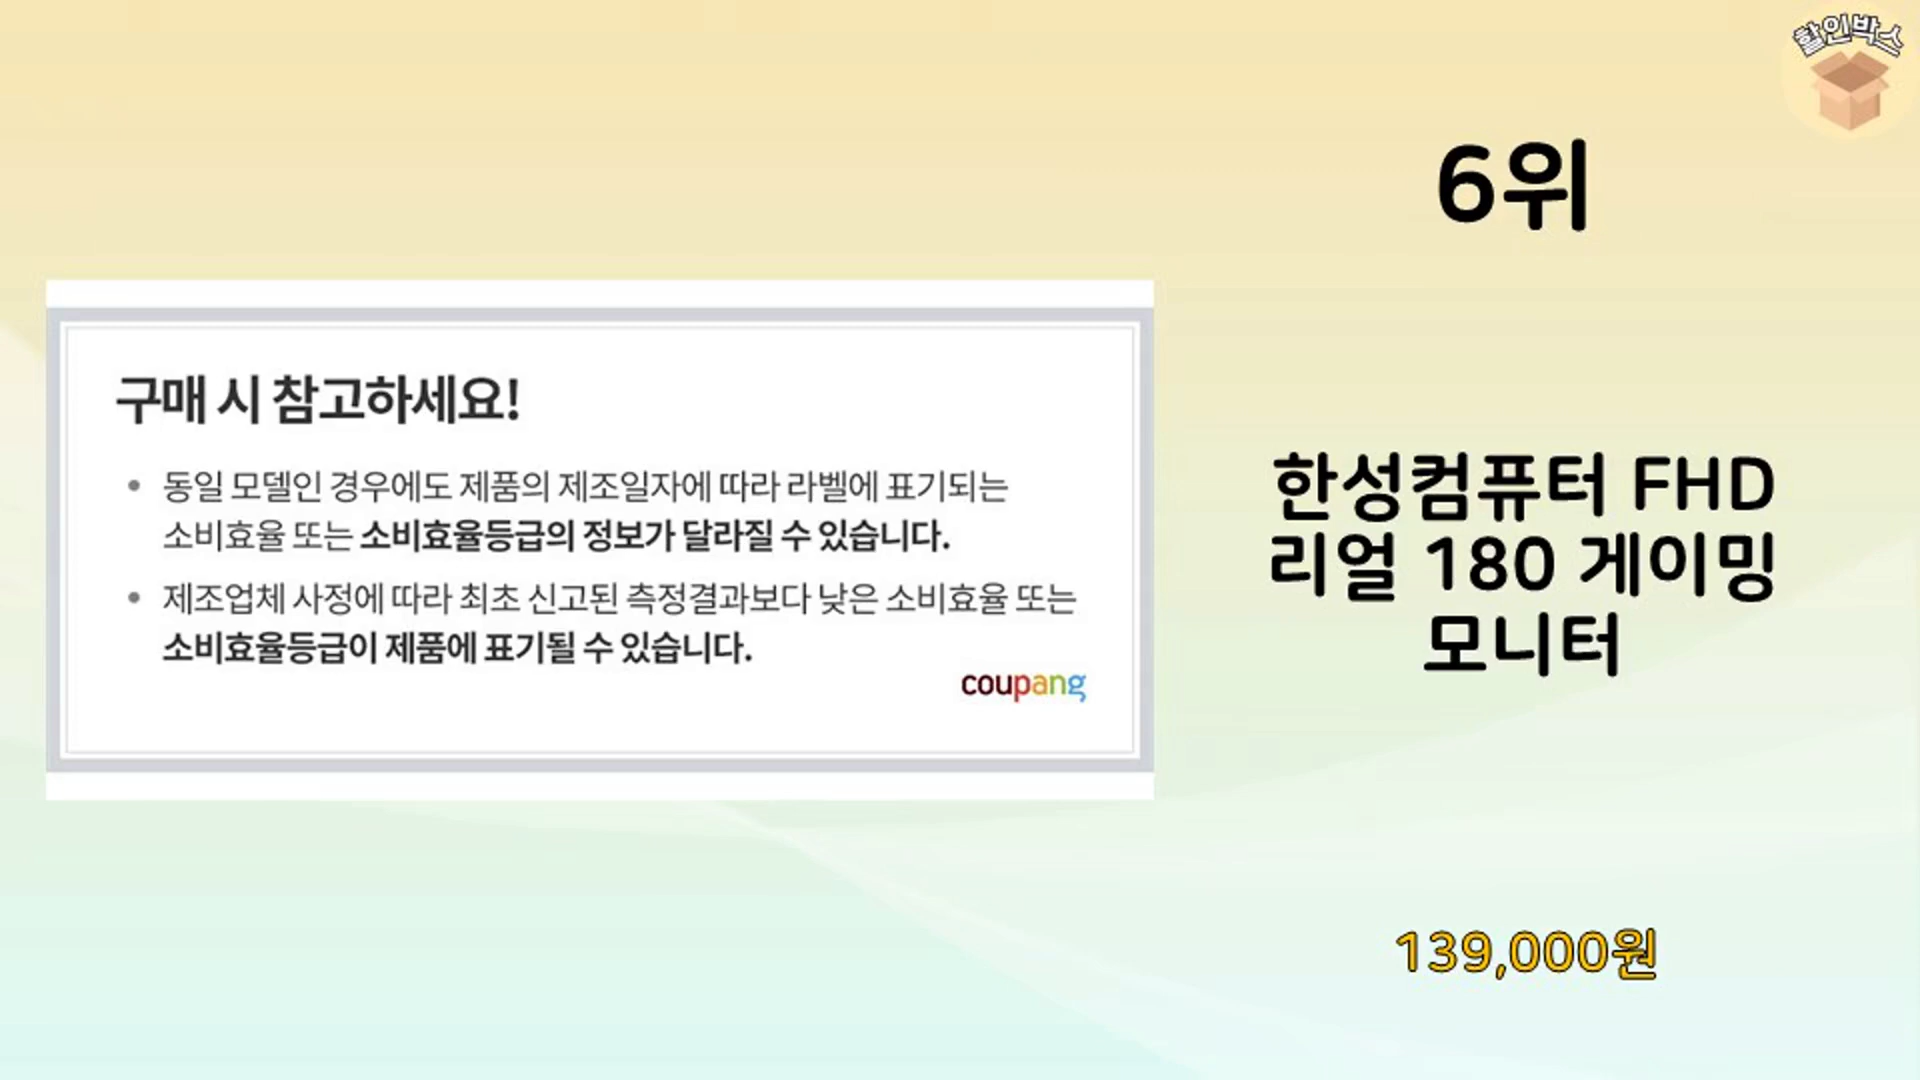 할인박스
6위
구매 시 참고하세요!
• 동일 모델인 경우에도 제품의 제조일자에 따라 라벨에 표기되는
소비효율 또는 소비효율등급의 정보가 달라질 수 있습니다.
• 제조업체 사정에 따라 최초 신고된 측정결과보다 낮은 소비효율 또는
소비효율등급이 제품에 표기될 수 있습니다.
coupang
한성컴퓨터 FHD
리얼 180 게이밍
모니터
139,000원